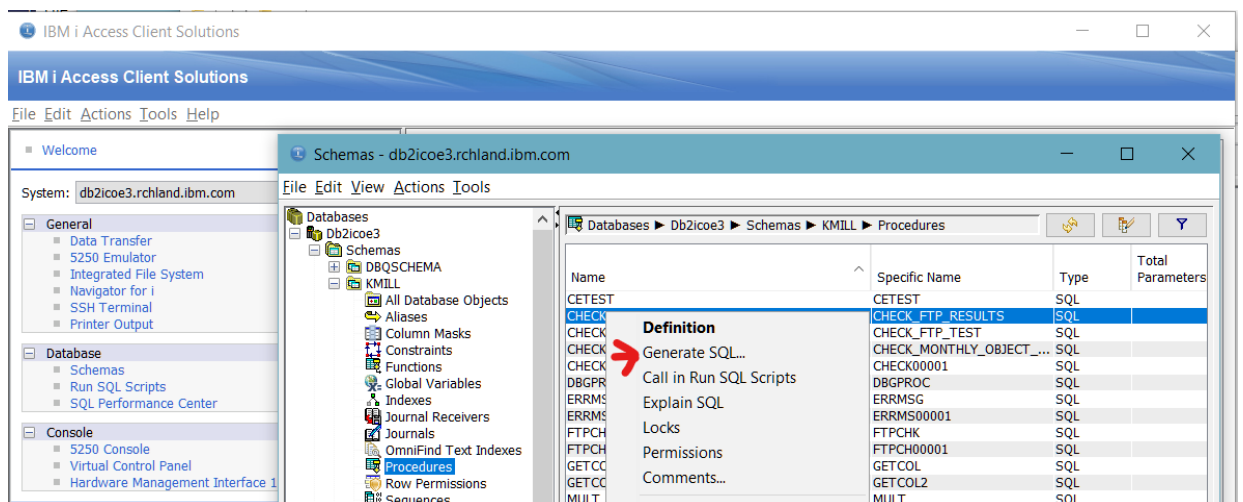 IBM i Access Client Solutions
IBM i Access Client Solutions
File Edit Actions Tools Help
Welcome
System: db2icoe3.rchland.ibm.com
General
Data Transfer
5250 Emulator
Integrated File System
Navigator for i
SSH Terminal
Printer Output
Database
Schemas
Run SQL Scripts
SQL Performance Center
Console
5250 Console
Virtual Control Panel
Hardware Management Interface 1
Schemas - db2icoe3.rchland.ibm.com
File Edit View Actions Tools
Databases
Db2icoe3
Schemas
DBQSCHEMA
KMILL
All Database Objects
Aliases
Column Masks
Constraints
Functions
Global Variables
Indexes
Journal Receivers
Journals
OmniFind Text Indexes
Procedures
Row Permissions
Sequences
Databases ▶ Db2icoe3 ▶ Schemas ▶ KMILL ▶ Procedures
Name Specific Name Type Total Parameters
CETEST CETEST SQL
CHECK CHECK_FTP_RESULTS SQL
CHECK CHECK_FTP_TEST SQL
CHECK CHECK_MONTHLY_OBJECT_... SQL
CHECK CHECK00001 SQL
DBGPR DBGPROC SQL
ERRMS ERRMSG SQL
ERRMS ERRMS00001 SQL
FTPCH FTPCHK SQL
FTPCH FTPCH00001 SQL
GETCO GETCOL SQL
GETCO GETCOL2 SQL
MULT MULT SQL
Definition
Generate SQL...
Call in Run SQL Scripts
Explain SQL
Locks
Permissions
Comments...